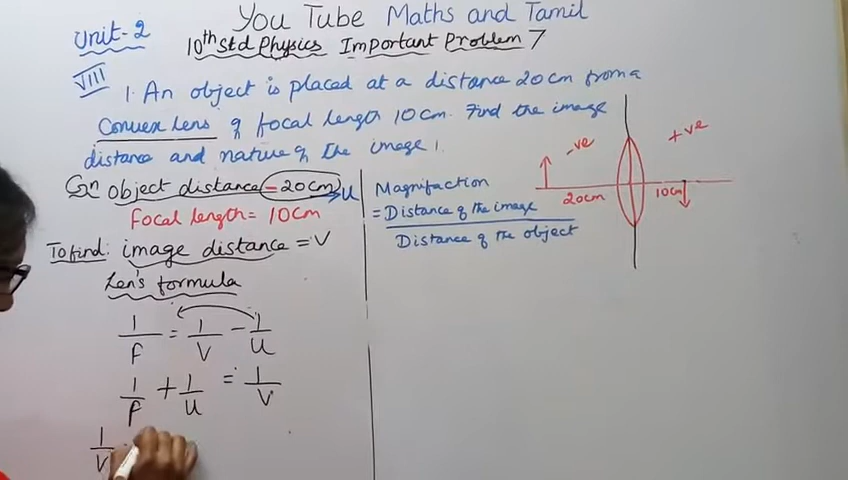 You Tube Maths and Tamil
Unit-2
10th Std Physics Important Problem 7
VIII
1. An object is placed at a distance 20cm from a
Convex Lens of focal length 10cm. Find the image
distance and nature of the image.
Gn object distance = -20cm → u
focal length = 10cm
To find: image distance = V
Len's formula
1/f = 1/V - 1/u
1/f + 1/u = 1/V
1/V
Magnifaction
= Distance of the image
Distance of the object
-ve
+ve
20cm
10cm